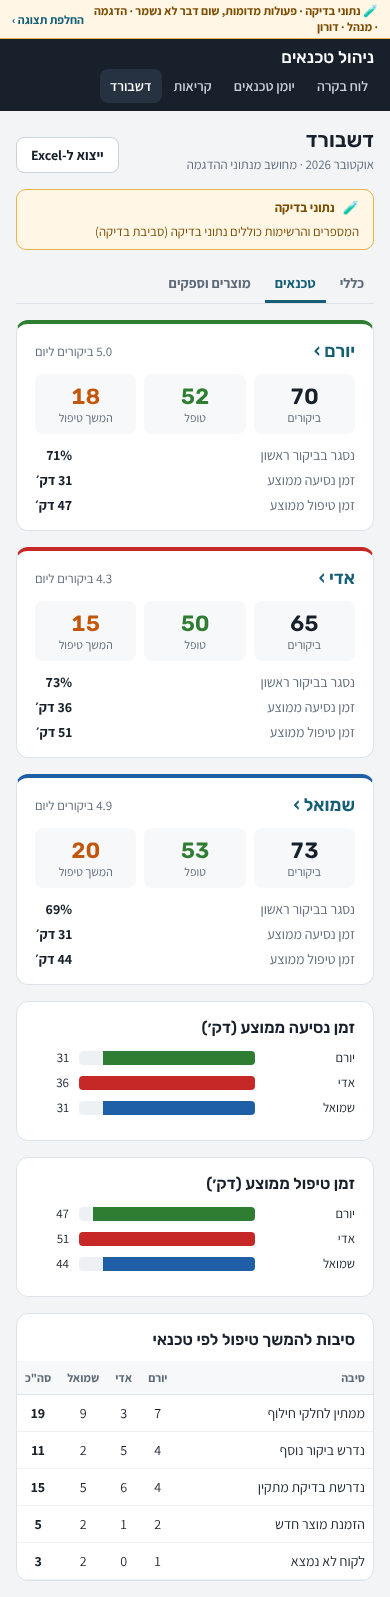 🧪 נתוני בדיקה · פעולות מדומות, שום דבר לא נשמר · הדגמה
· מנהל · דורון
החלפת תצוגה ‹
ניהול טכנאים
לוח בקרה
יומן טכנאים
קריאות
דשבורד
דשבורד
אוקטובר 2026 · מחושב מנתוני ההדגמה
ייצוא ל-Excel
🧪 נתוני בדיקה
המספרים והרשימות כוללים נתוני בדיקה (סביבת בדיקה)
כללי
טכנאים
מוצרים וספקים
יורם ‹
5.0 ביקורים ליום
70
52
18
ביקורים
טופל
המשך טיפול
נסגר בביקור ראשון 71%
זמן נסיעה ממוצע 31 דק׳
זמן טיפול ממוצע 47 דק׳
אדי ‹
4.3 ביקורים ליום
65
50
15
ביקורים
טופל
המשך טיפול
נסגר בביקור ראשון 73%
זמן נסיעה ממוצע 36 דק׳
זמן טיפול ממוצע 51 דק׳
שמואל ‹
4.9 ביקורים ליום
73
53
20
ביקורים
טופל
המשך טיפול
נסגר בביקור ראשון 69%
זמן נסיעה ממוצע 31 דק׳
זמן טיפול ממוצע 44 דק׳
זמן נסיעה ממוצע (דק׳)
יורם 31
אדי 36
שמואל 31
זמן טיפול ממוצע (דק׳)
יורם 47
אדי 51
שמואל 44
סיבות להמשך טיפול לפי טכנאי
סיבה יורם אדי שמואל סה"כ
ממתין לחלקי חילוף 7 3 9 19
נדרש ביקור נוסף 4 5 2 11
נדרשת בדיקת מתקין 4 6 5 15
הזמנת מוצר חדש 2 1 2 5
לקוח לא נמצא 1 0 2 3